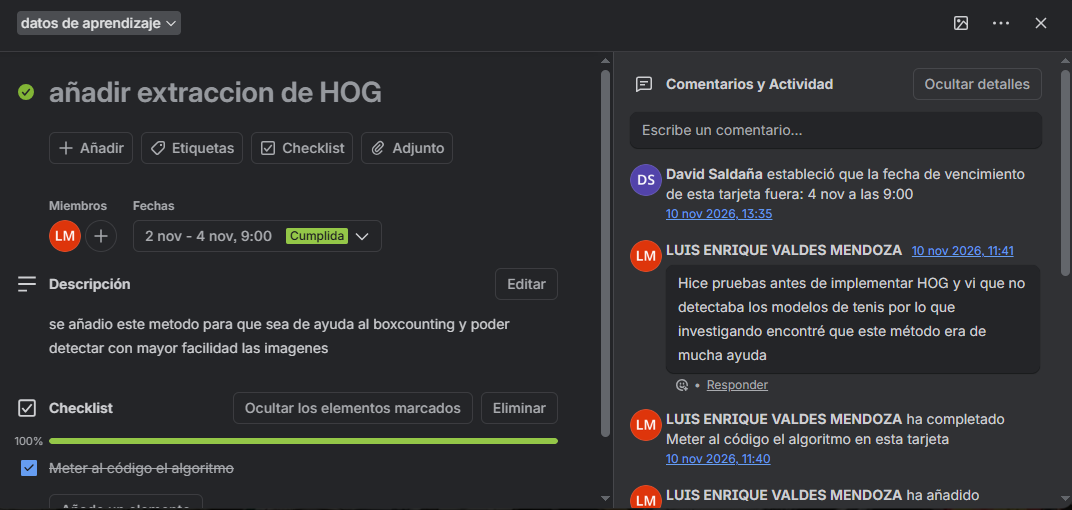 datos de aprendizaje
añadir extraccion de HOG
Añadir
Etiquetas
Checklist
Adjunto
Miembros
Fechas
LM
2 nov - 4 nov, 9:00
Cumplida
Descripción
Editar
se añadio este metodo para que sea de ayuda al boxcounting y poder
detectar con mayor facilidad las imagenes
Checklist
Ocultar los elementos marcados
Eliminar
100%
Meter al código el algoritmo
Añade un elemento
Comentarios y Actividad
Ocultar detalles
Escribe un comentario...
DS
David Saldaña estableció que la fecha de vencimiento
de esta tarjeta fuera: 4 nov a las 9:00
10 nov 2026, 13:35
LM
LUIS ENRIQUE VALDES MENDOZA 10 nov 2026, 11:41
Hice pruebas antes de implementar HOG y vi que no
detectaba los modelos de tenis por lo que
investigando encontré que este método era de
mucha ayuda
• Responder
LM
LUIS ENRIQUE VALDES MENDOZA ha completado
Meter al código el algoritmo en esta tarjeta
10 nov 2026, 11:40
LM
LUIS ENRIQUE VALDES MENDOZA ha añadido